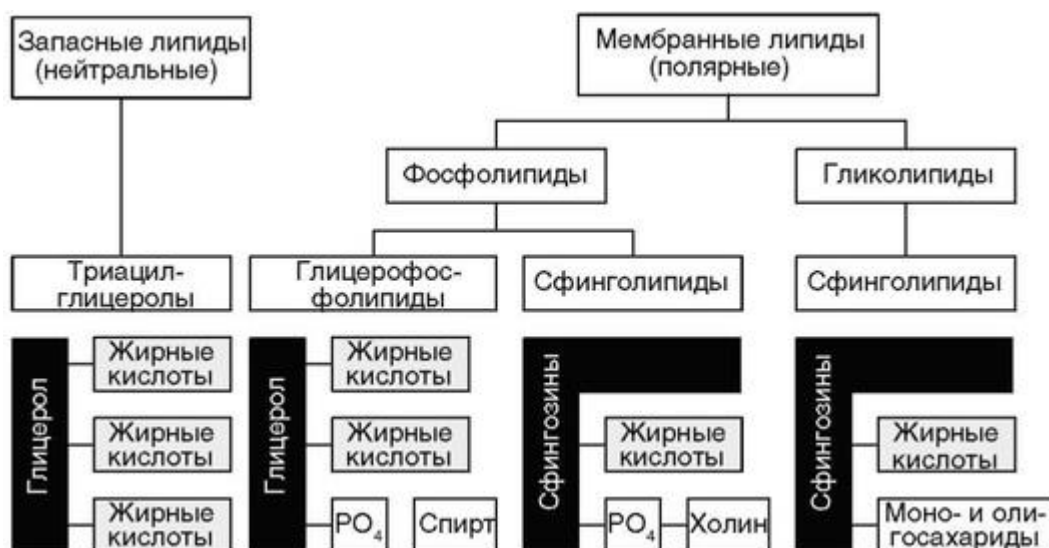 Запасные липиды
(нейтральные)
Мембранные липиды
(полярные)
Фосфолипиды
Гликолипиды
Триацил-
глицеролы
Глицерофос-
фолипиды
Сфинголипиды
Сфинголипиды
Глицерол
Жирные
кислоты
Жирные
кислоты
Жирные
кислоты
Глицерол
Жирные
кислоты
Жирные
кислоты
PO4
Спирт
Сфингозины
Жирные
кислоты
PO4
Холин
Сфингозины
Жирные
кислоты
Моно- и оли-
госахариды